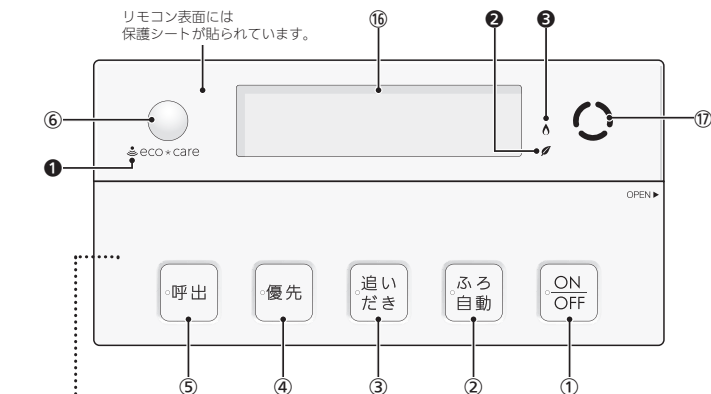 リモコン表面には
保護シートが貼られています。
⑯
❷
❸
⑥
⑰
❶
eco★care
OPEN▶
呼出
優先
追い
だき
ふろ
自動
ON
OFF
⑤
④
③
②
①